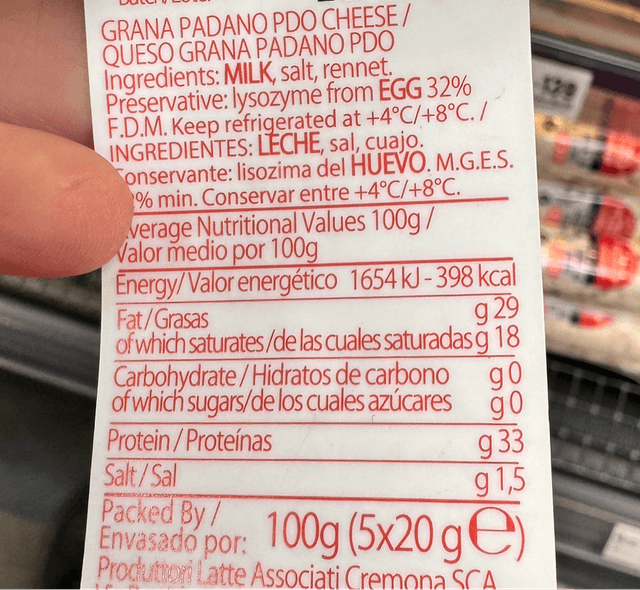 GRANA PADANO PDO CHEESE /
QUESO GRANA PADANO PDO
Ingredients: MILK, salt, rennet.
Preservative: lysozyme from EGG 32%
F.D.M. Keep refrigerated at +4°C/+8°C. /
INGREDIENTES: LECHE, sal, cuajo.
onservante: lisozima del HUEVO. M.G.E.S.
% min. Conservar entre +4°C/+8°C.
verage Nutritional Values 100g /
Valor medio por 100g
Energy/Valor energético 1654 kJ - 398 kcal
Fat/Grasas g 29
of which saturates/de las cuales saturadas g 18
Carbohydrate/Hidratos de carbono g 0
of which sugars/de los cuales azúcares g 0
Protein/Proteínas g 33
Salt/Sal g 1,5
Packed By /
Envasado por: 100g (5x20 g ℮)
Produttori Latte Associati Cremona SCA